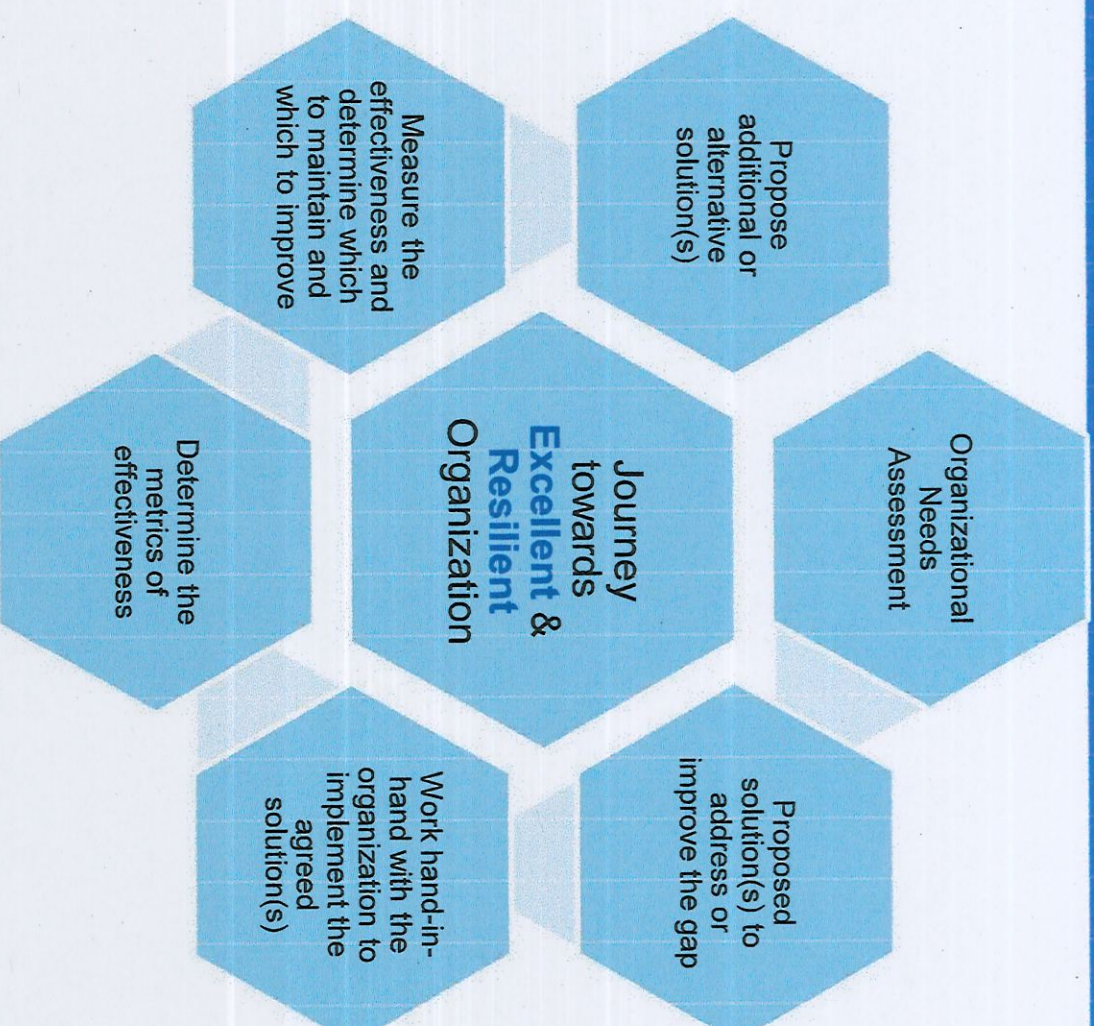 Organizational
Needs
Assessment
Proposed
solution(s) to
address or
improve the gap
Work hand-in-
hand with the
organization to
implement the
agreed
solution(s)
Determine the
metrics of
effectiveness
Measure the
effectiveness and
determine which
to maintain and
which to improve
Propose
additional or
alternative
solution(s)
Journey
towards
Excellent &
Resilient
Organization